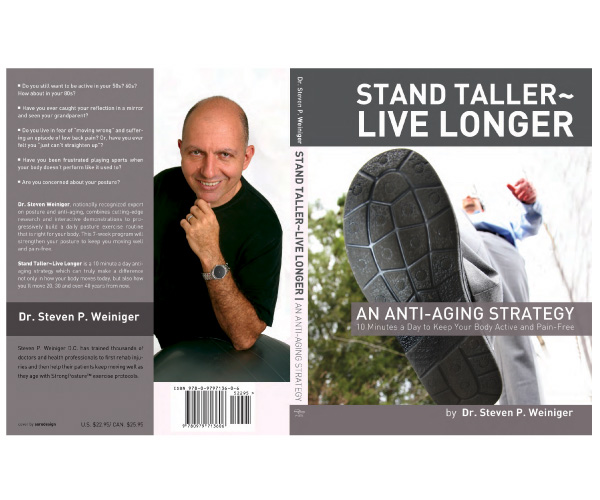 • Do you still want to be active in your 50s? 60s?
How about in your 80s?
• Have you ever caught your reflection in a mirror
and seen your grandparent?
• Do you live in fear of "moving wrong" and suffer-
ing an episode of low back pain? Or, have you ever
felt you "just can't straighten up"?
• Have you been frustrated playing sports when
your body doesn't perform like it used to?
• Are you concerned about your posture?
Dr. Steven Weiniger, nationally recognized expert
on posture and anti-aging, combines cutting-edge
research and interactive demonstrations to pro-
gressively build a daily posture exercise routine
that is right for your body. This 7-week program will
strengthen your posture to keep you moving well
and pain-free.
Stand Taller~Live Longer is a 10 minute a day anti-
aging strategy which can truly make a difference
not only in how your body moves today, but also how
you'll move 20, 30 and even 40 years from now.
Dr. Steven P. Weiniger
Steven P. Weiniger D.C. has trained thousands of
doctors and health professionals to first rehab inju-
ries and then help their patients keep moving well as
they age with StrongPosture™ exercise protocols.
U.S. $22.95/ CAN. $25.95
ISBN 978-0-9797136-0-6
52295
9 780979 713606
Dr. Steven P. Weiniger
STAND TALLER~LIVE LONGER | AN ANTI-AGING STRATEGY
STAND TALLER~
LIVE LONGER
AN ANTI-AGING STRATEGY
10 Minutes a Day to Keep Your Body Active and Pain-Free
by Dr. Steven P. Weiniger